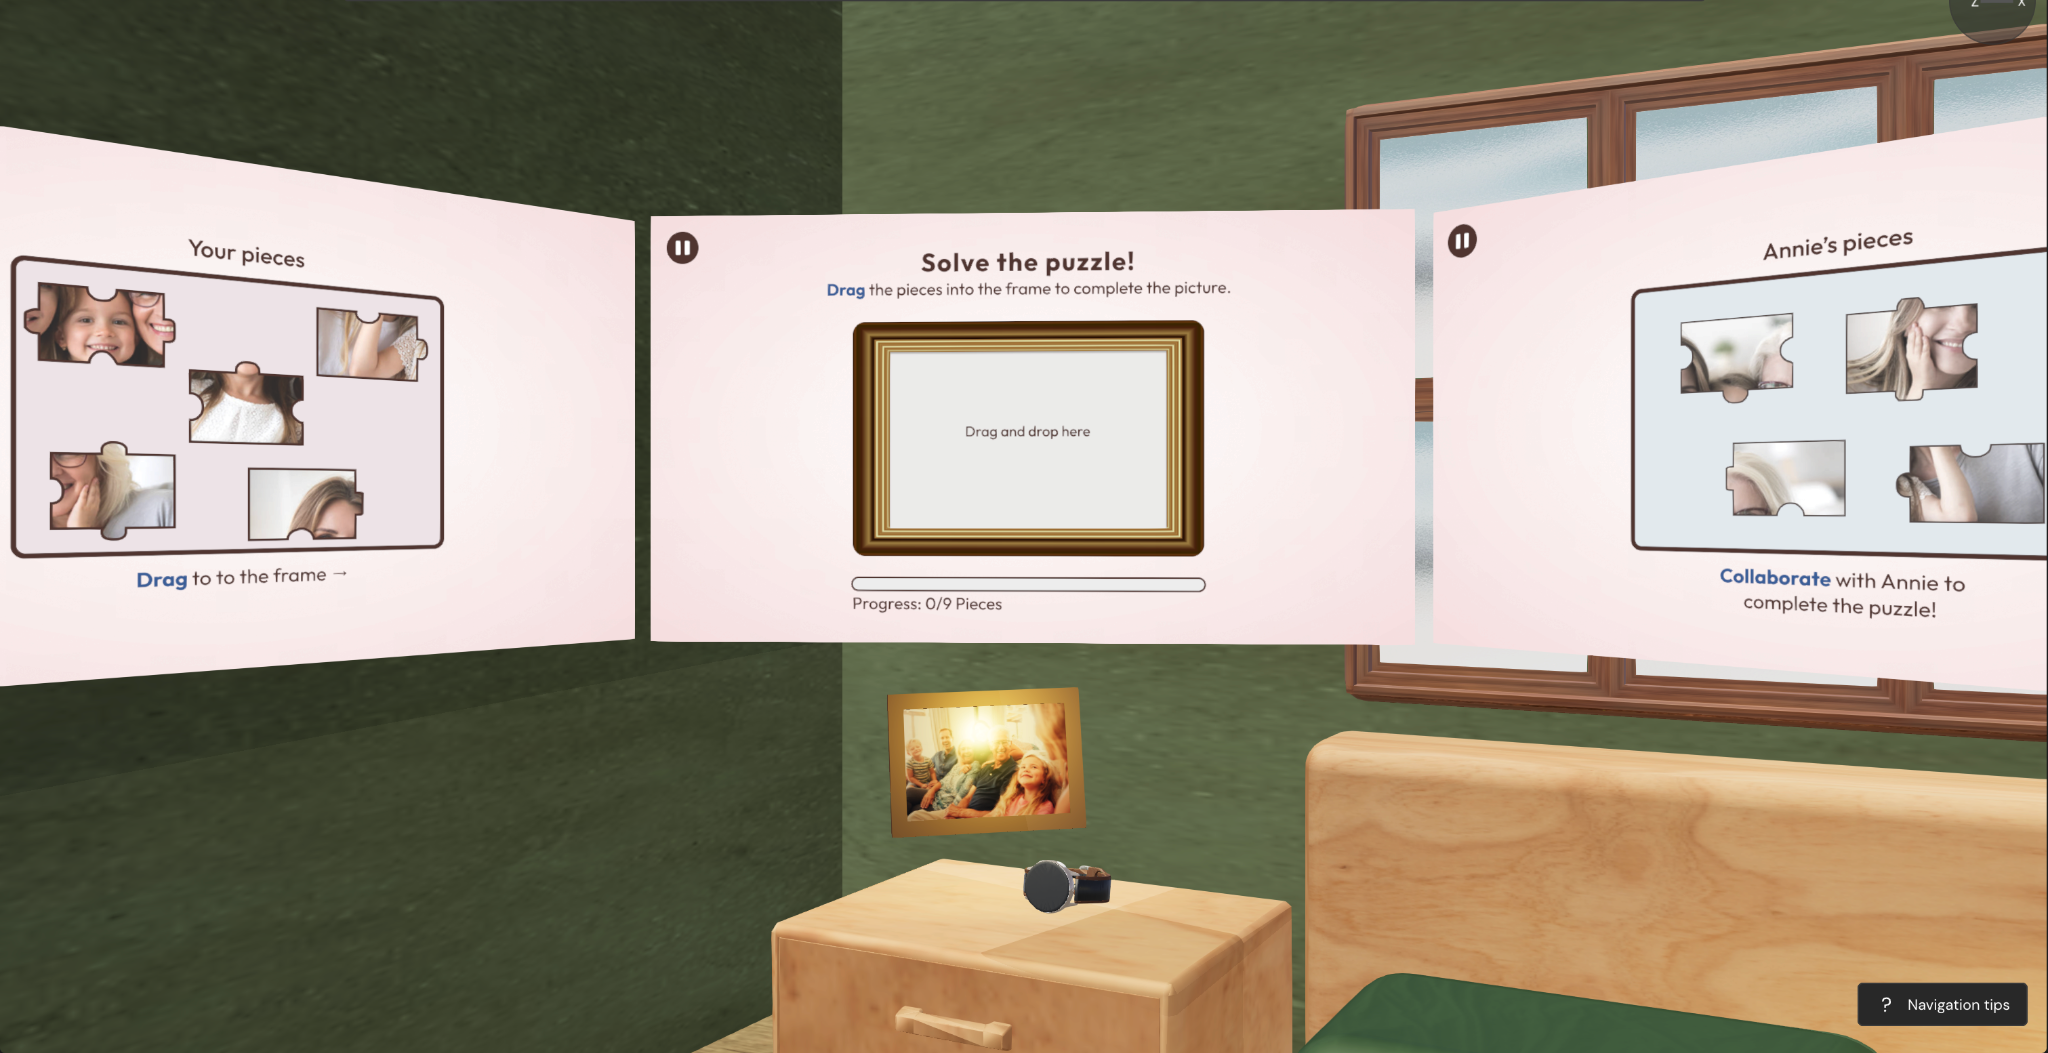 Z X
Your pieces
Drag to to the frame →
Solve the puzzle!
Drag the pieces into the frame to complete the picture.
Drag and drop here
Progress: 0/9 Pieces
Annie's pieces
Collaborate with Annie to
complete the puzzle!
? Navigation tips